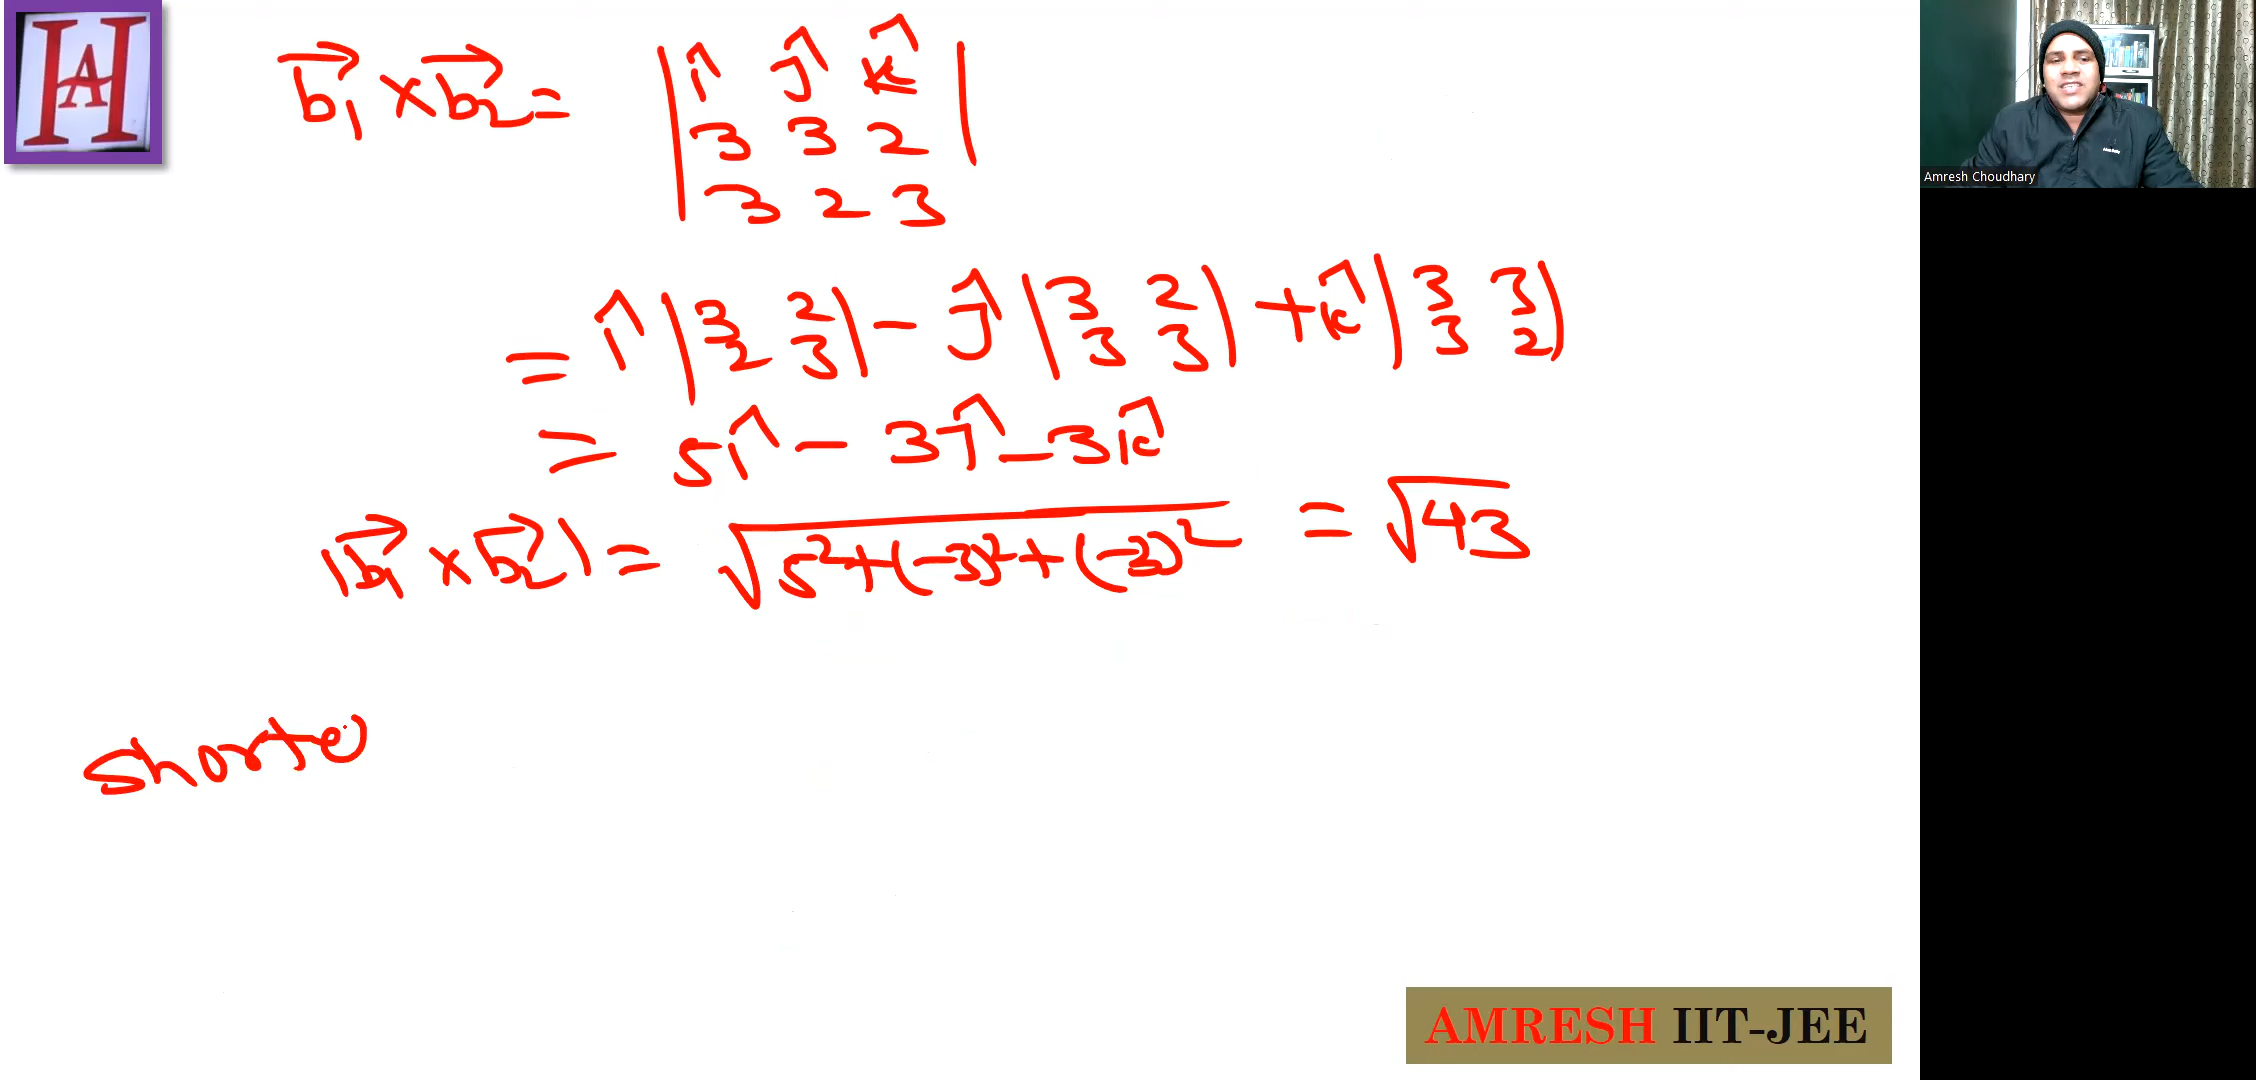 HA
b₁ × b₂ = | î ĵ k̂ |
3 3 2
3 2 3
= î | 3 2 | - ĵ | 3 2 | + k̂ | 3 3 |
2 3 3 3 3 2
= 5î - 3ĵ - 3k̂
|b₁ × b₂| = √5² + (-3)² + (-3)² = √43
Shorte
AMRESH IIT-JEE
Amresh Choudhary